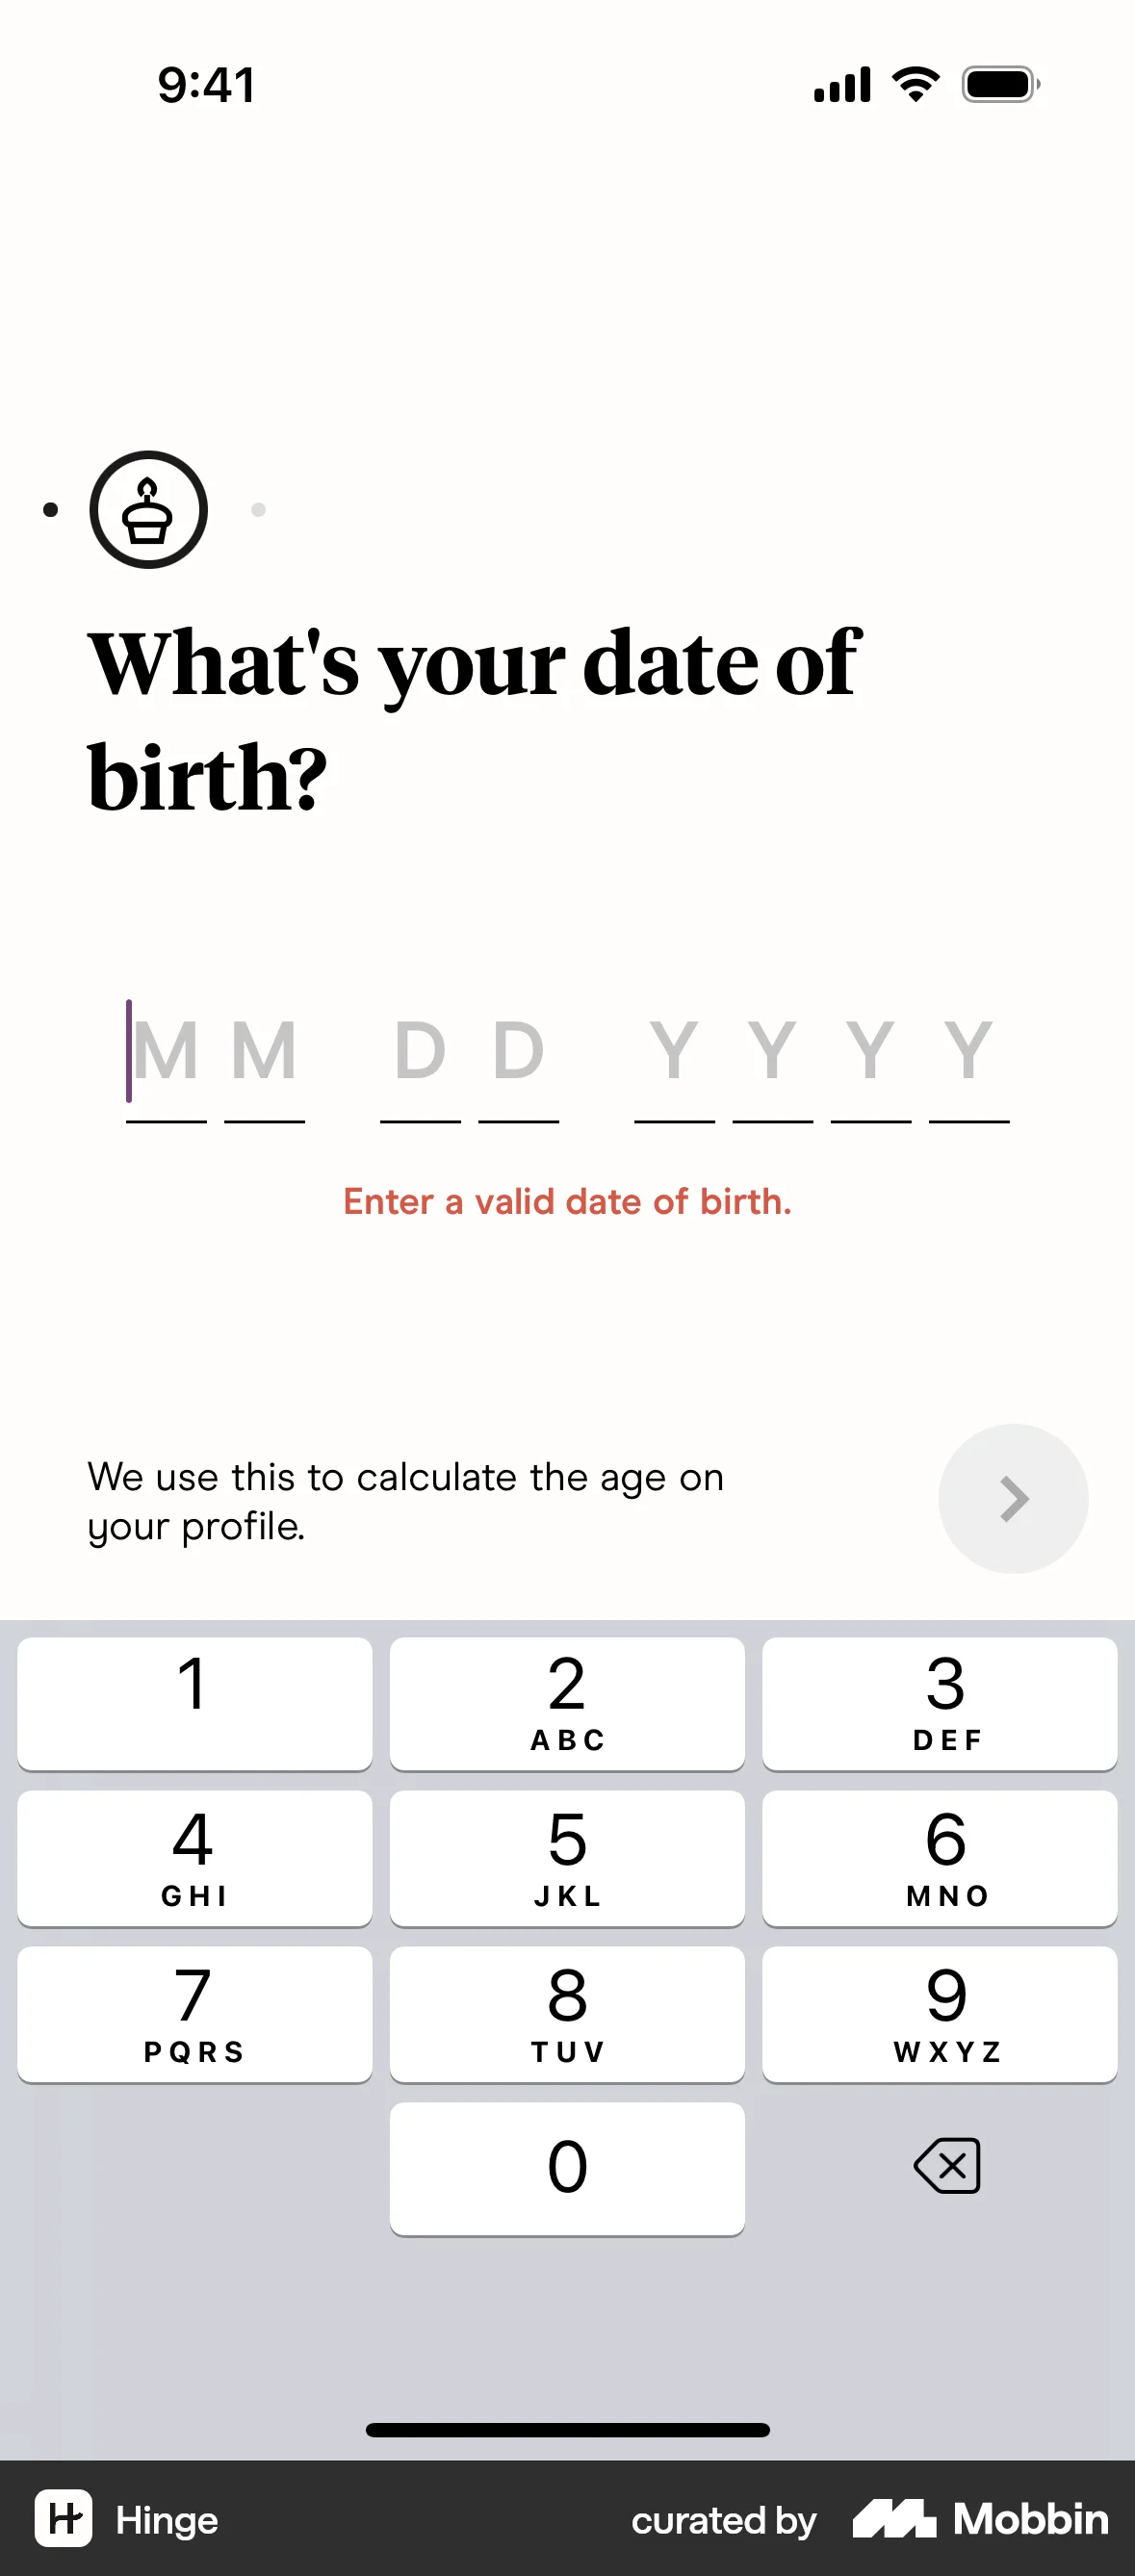 9:41
What's your date of
birth?
M M D D Y Y Y Y
Enter a valid date of birth.
We use this to calculate the age on
your profile.
1
2
ABC
3
DEF
4
GHI
5
JKL
6
MNO
7
PQRS
8
TUV
9
WXYZ
0
Hinge
curated by Mobbin